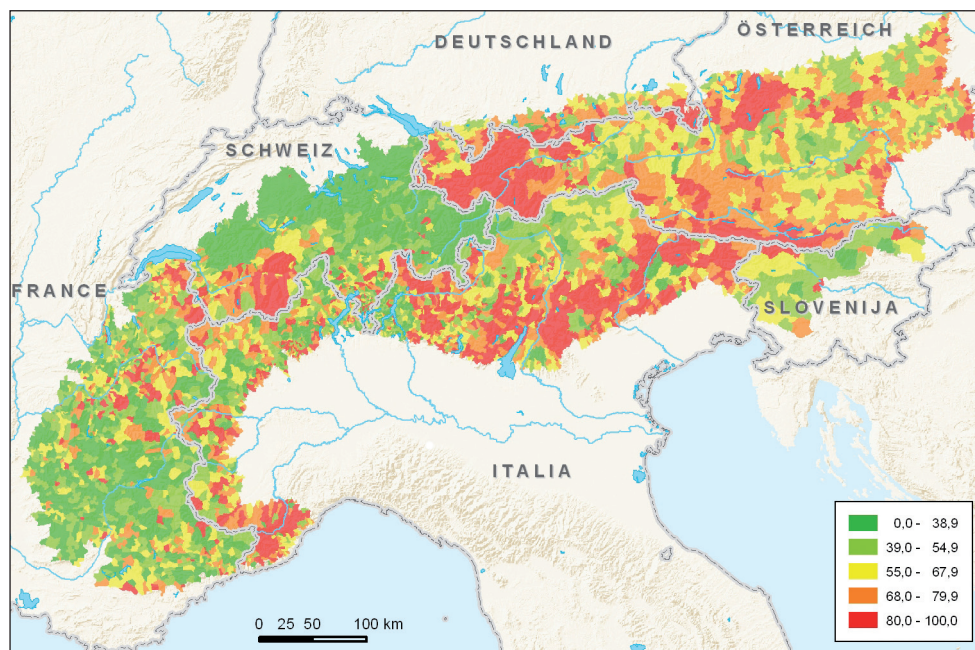 DEUTSCHLAND
ÖSTERREICH
SCHWEIZ
FRANCE
SLOVENIJA
ITALIA
0,0 - 38,9
39,0 - 54,9
55,0 - 67,9
68,0 - 79,9
80,0 - 100,0
0 25 50 100 km